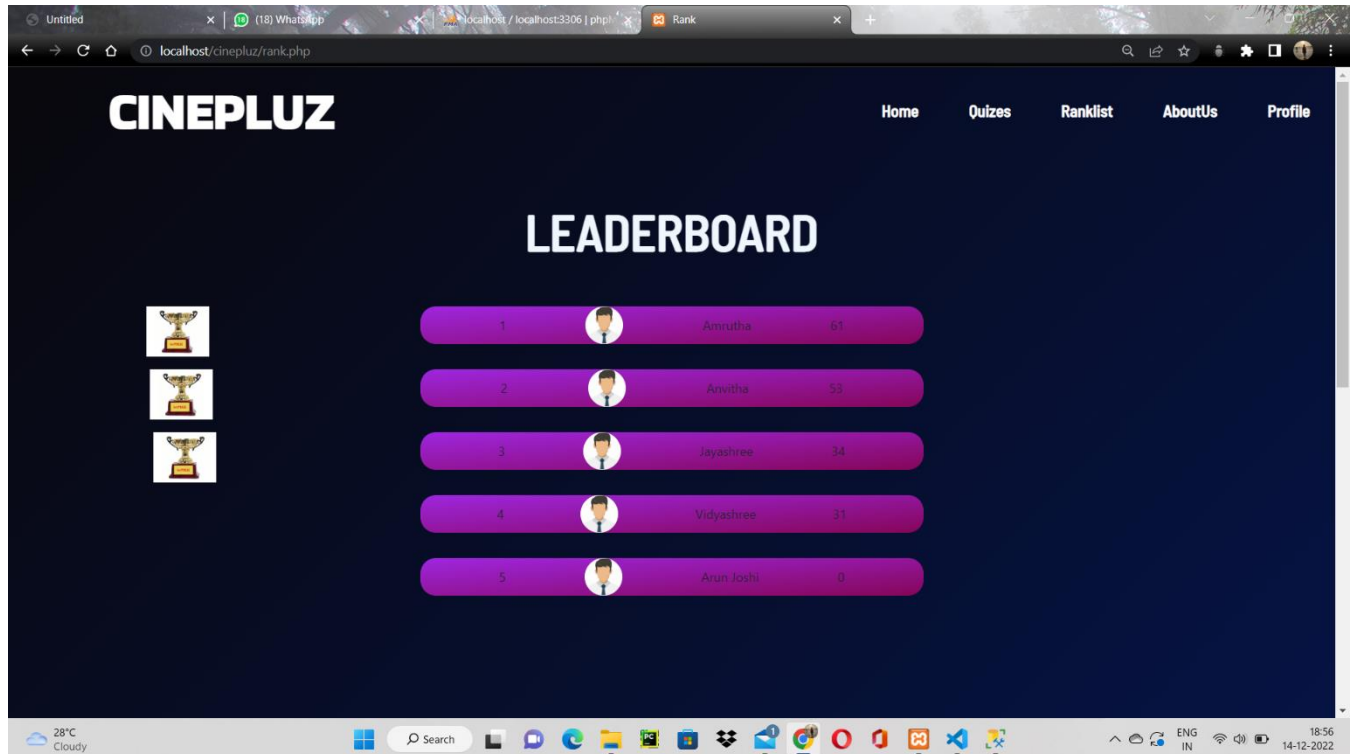 Untitled
(18) WhatsApp
localhost / localhost:3306 | php
Rank
localhost/cinepluz/rank.php
CINEPLUZ
Home Quizes Ranklist AboutUs Profile
LEADERBOARD
1 Amrutha 61
2 Anvitha 53
3 Jayashree 34
4 Vidyashree 31
5 Arun Joshi 0
28°C
Cloudy
Search
ENG
IN
18:56
14-12-2022